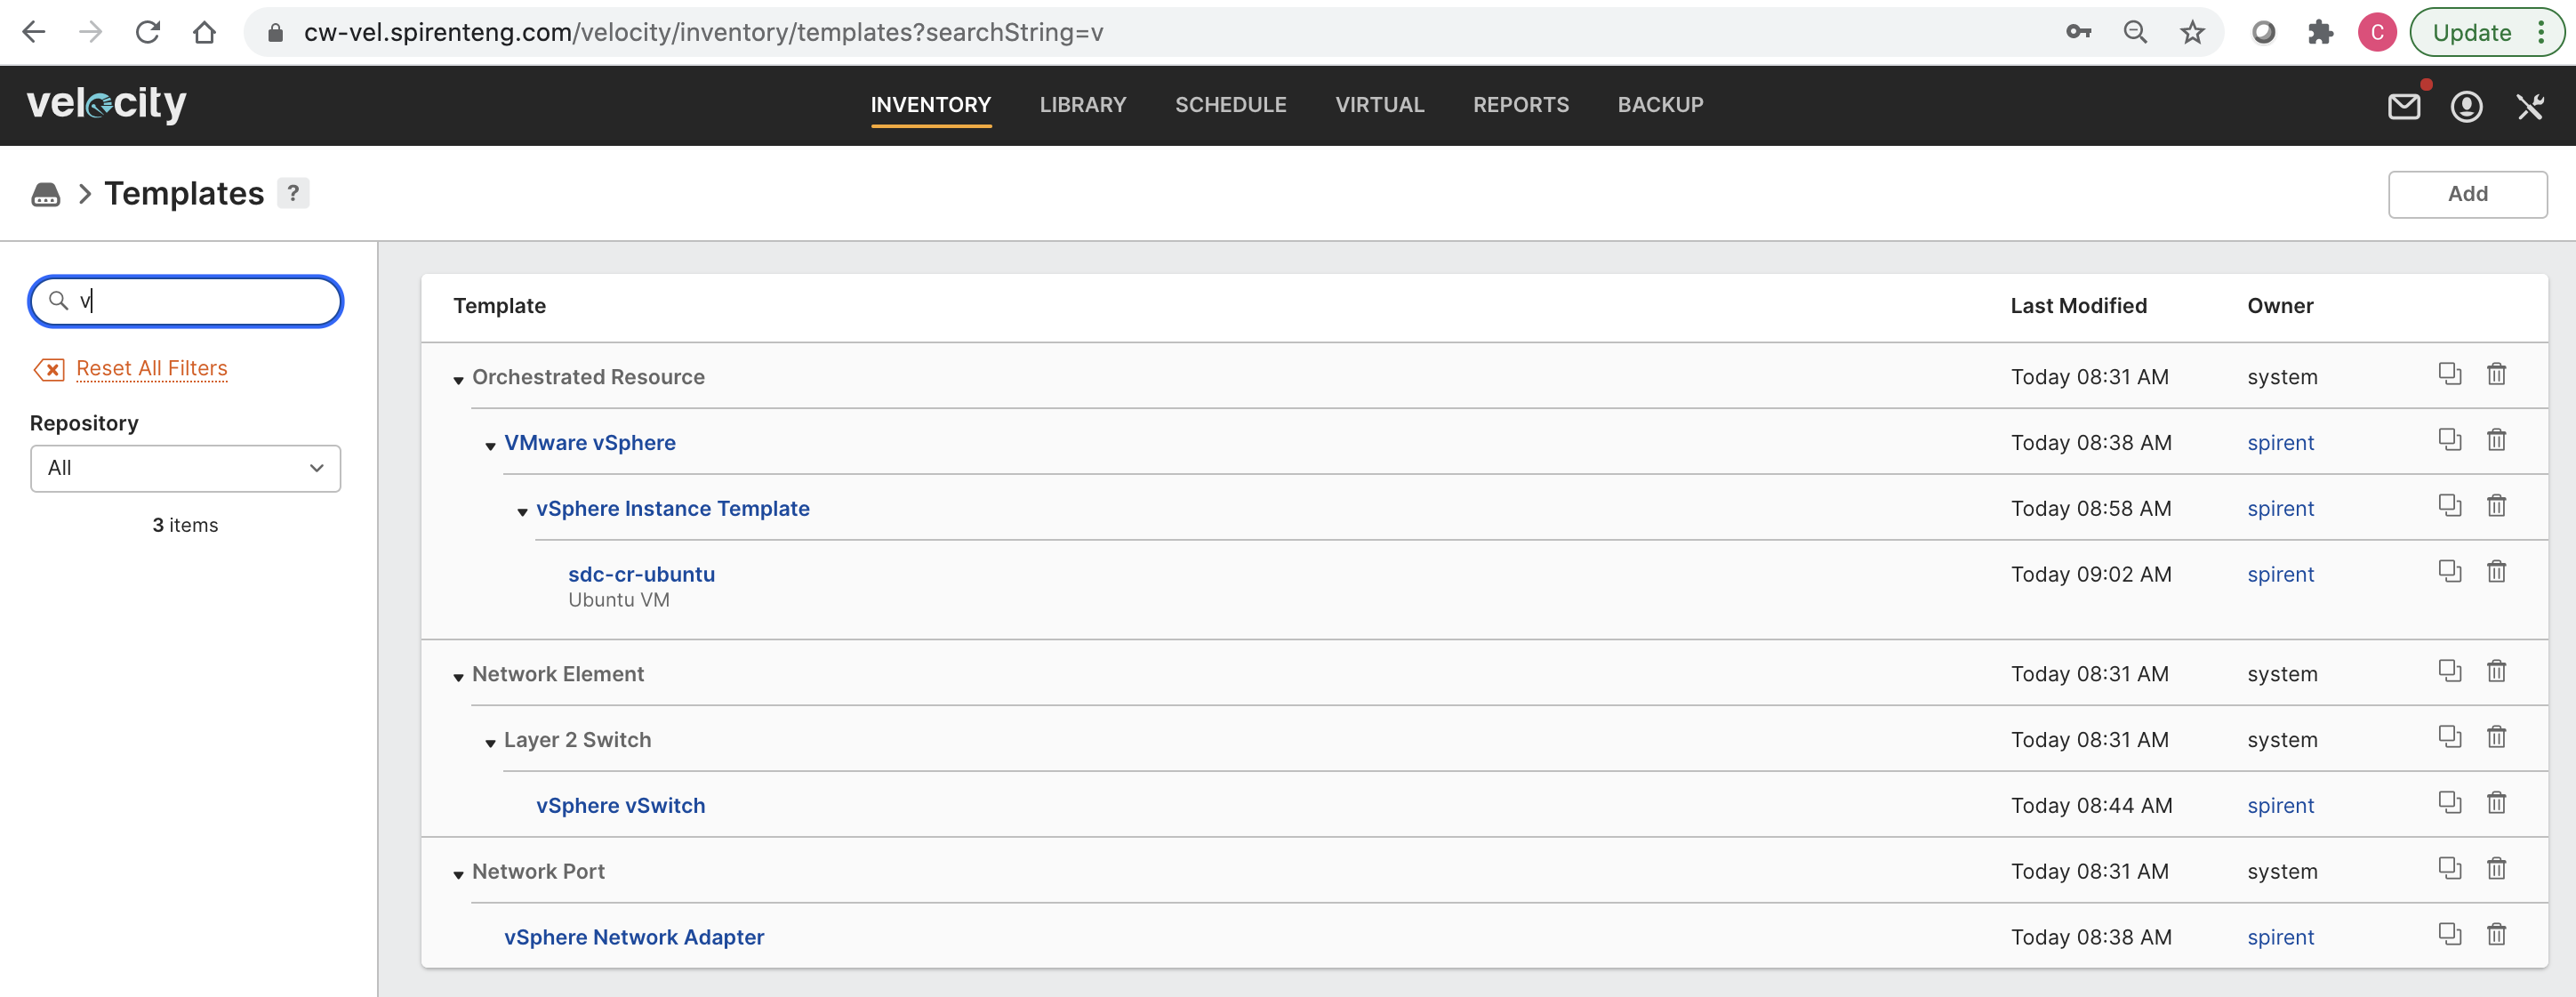 cw-vel.spirenteng.com/velocity/inventory/templates?searchString=v
C
Update
velocity
INVENTORY LIBRARY SCHEDULE VIRTUAL REPORTS BACKUP
Templates ?
Add
v
Reset All Filters
Repository
All
3 items
Template Last Modified Owner
Orchestrated Resource Today 08:31 AM system
VMware vSphere Today 08:38 AM spirent
vSphere Instance Template Today 08:58 AM spirent
sdc-cr-ubuntu Today 09:02 AM spirent
Ubuntu VM
Network Element Today 08:31 AM system
Layer 2 Switch Today 08:31 AM system
vSphere vSwitch Today 08:44 AM spirent
Network Port Today 08:31 AM system
vSphere Network Adapter Today 08:38 AM spirent